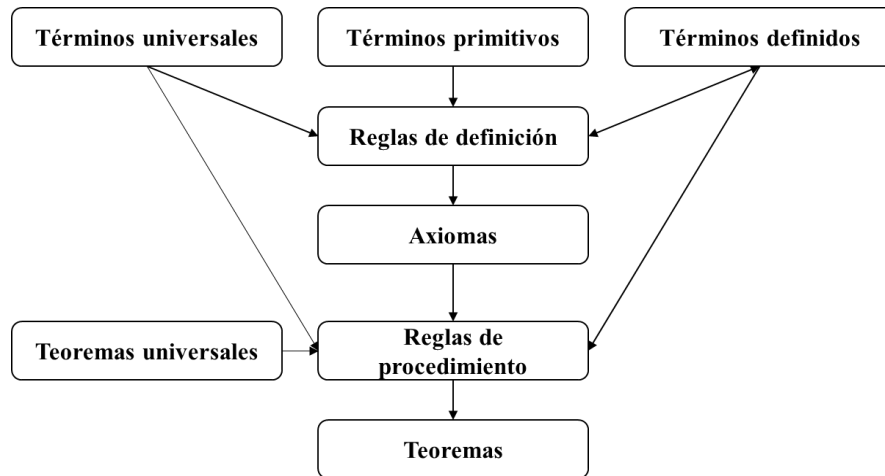 Términos universales
Términos primitivos
Términos definidos
Reglas de definición
Axiomas
Teoremas universales
Reglas de
procedimiento
Teoremas